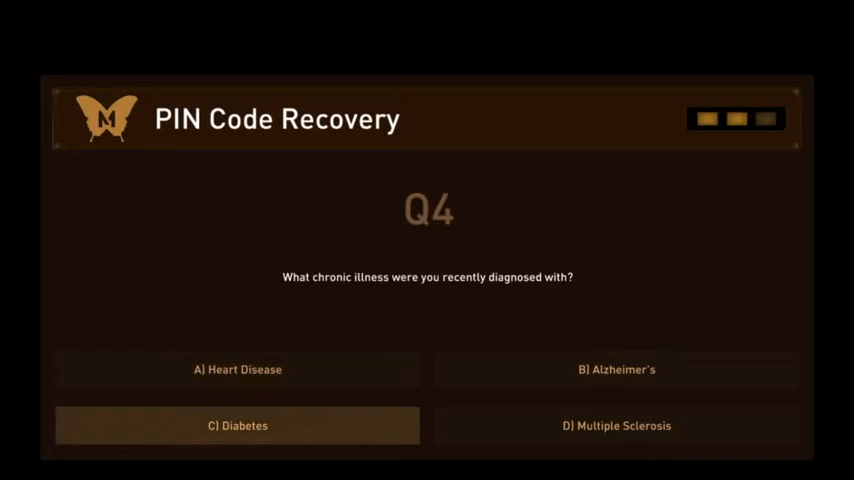 M
PIN Code Recovery
Q4
What chronic illness were you recently diagnosed with?
A) Heart Disease
B) Alzheimer's
C) Diabetes
D) Multiple Sclerosis